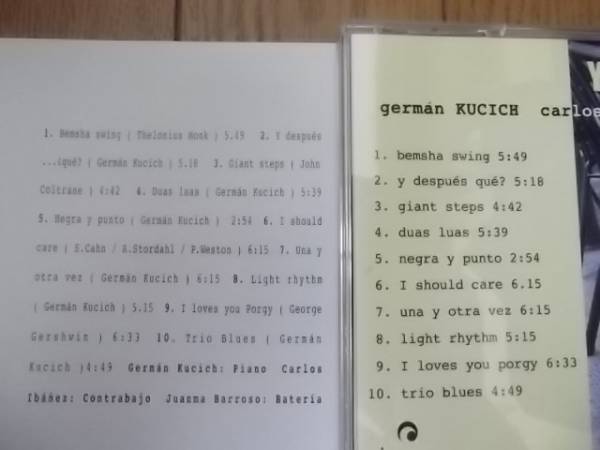 1. Bemsha swing ( Thelonius Monk ) 5.49 2. Y después
...¿qué? ( Germán Kucich ) 5.18 3. Giant steps ( John
Coltrane ) 4:42 4. Duas luas ( Germán Kucich ) 5:39
5. Negra y punto ( Germán Kucich ) 2:54 6. I should
care ( S.Cahn / A.Stordahl / P.Weston ) 6:15 7. Una y
otra vez ( Germán Kucich ) 6:15 8. Light rhythm
( Germán Kucich ) 5.15 9. I loves you Porgy ( George
Gershwin ) 6:33 10. Trio Blues ( Germán
Kucich )4:49 Germán Kucich: Piano Carlos
Ibáñez: Contrabajo Juanma Barroso: Batería
germán KUCICH carlos
1. bemsha swing 5:49
2. y después qué? 5:18
3. giant steps 4:42
4. duas luas 5:39
5. negra y punto 2:54
6. I should care 6.15
7. una y otra vez 6:15
8. light rhythm 5:15
9. I loves you porgy 6:33
10. trio blues 4:49